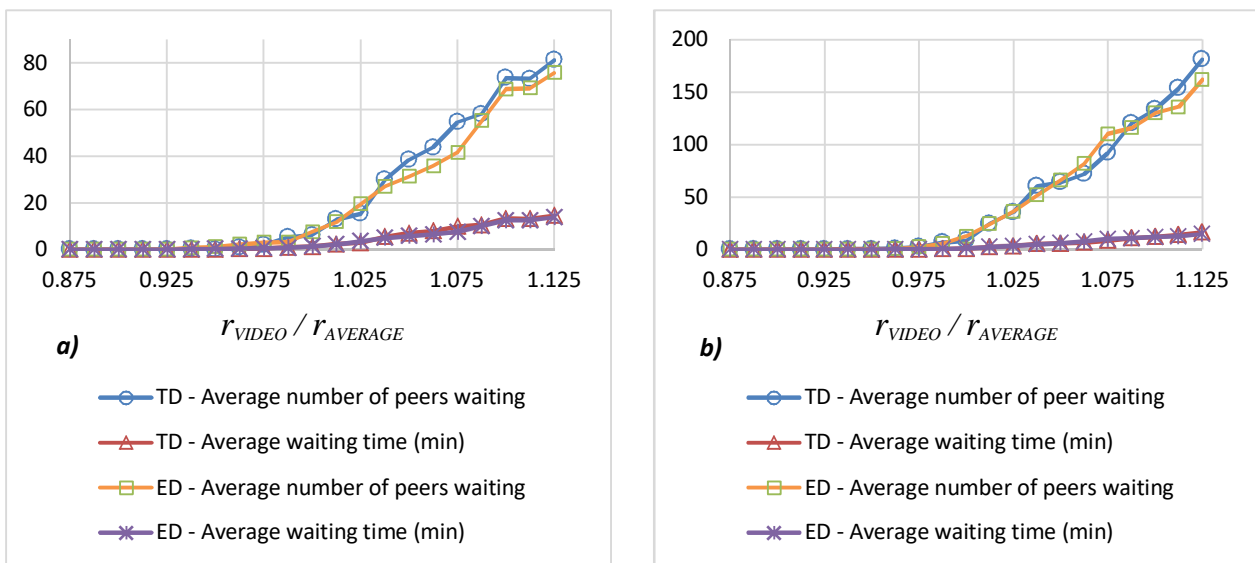 80
60
40
20
0
0.875 0.925 0.975 1.025 1.075 1.125
r_VIDEO / r_AVERAGE
a)
TD - Average number of peers waiting
TD - Average waiting time (min)
ED - Average number of peers waiting
ED - Average waiting time (min)
200
150
100
50
0
0.875 0.925 0.975 1.025 1.075 1.125
r_VIDEO / r_AVERAGE
b)
TD - Average number of peer waiting
TD - Average waiting time (min)
ED - Average number of peers waiting
ED - Average waiting time (min)